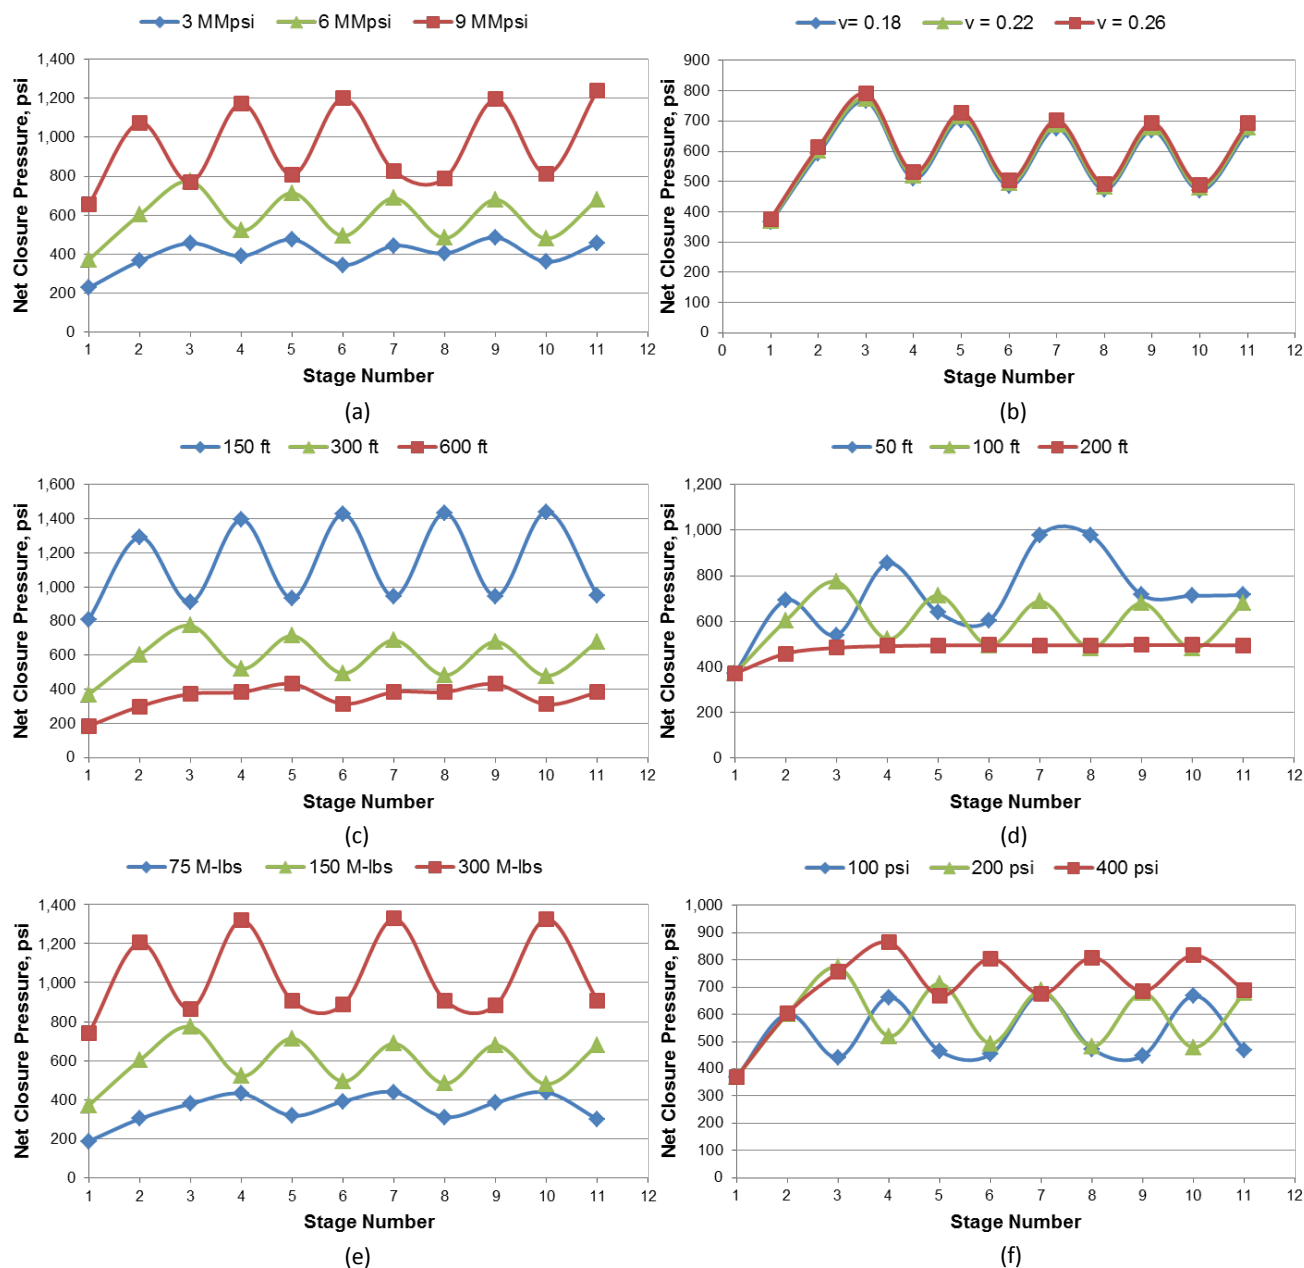 3 MMpsi 6 MMpsi 9 MMpsi
Net Closure Pressure, psi
1,400
1,200
1,000
800
600
400
200
0
1 2 3 4 5 6 7 8 9 10 11 12
Stage Number
(a)
v= 0.18 v = 0.22 v = 0.26
Net Closure Pressure, psi
900
800
700
600
500
400
300
200
100
0
0 1 2 3 4 5 6 7 8 9 10 11 12
Stage Number
(b)
150 ft 300 ft 600 ft
Net Closure Pressure, psi
1,600
1,400
1,200
1,000
800
600
400
200
0
1 2 3 4 5 6 7 8 9 10 11 12
Stage Number
(c)
50 ft 100 ft 200 ft
Net Closure Pressure, psi
1,200
1,000
800
600
400
200
0
1 2 3 4 5 6 7 8 9 10 11 12
Stage Number
(d)
75 M-lbs 150 M-lbs 300 M-lbs
Net Closure Pressure, psi
1,400
1,200
1,000
800
600
400
200
0
1 2 3 4 5 6 7 8 9 10 11 12
Stage Number
(e)
100 psi 200 psi 400 psi
Net Closure Pressure, psi
1,000
900
800
700
600
500
400
300
200
100
0
1 2 3 4 5 6 7 8 9 10 11 12
Stage Number
(f)